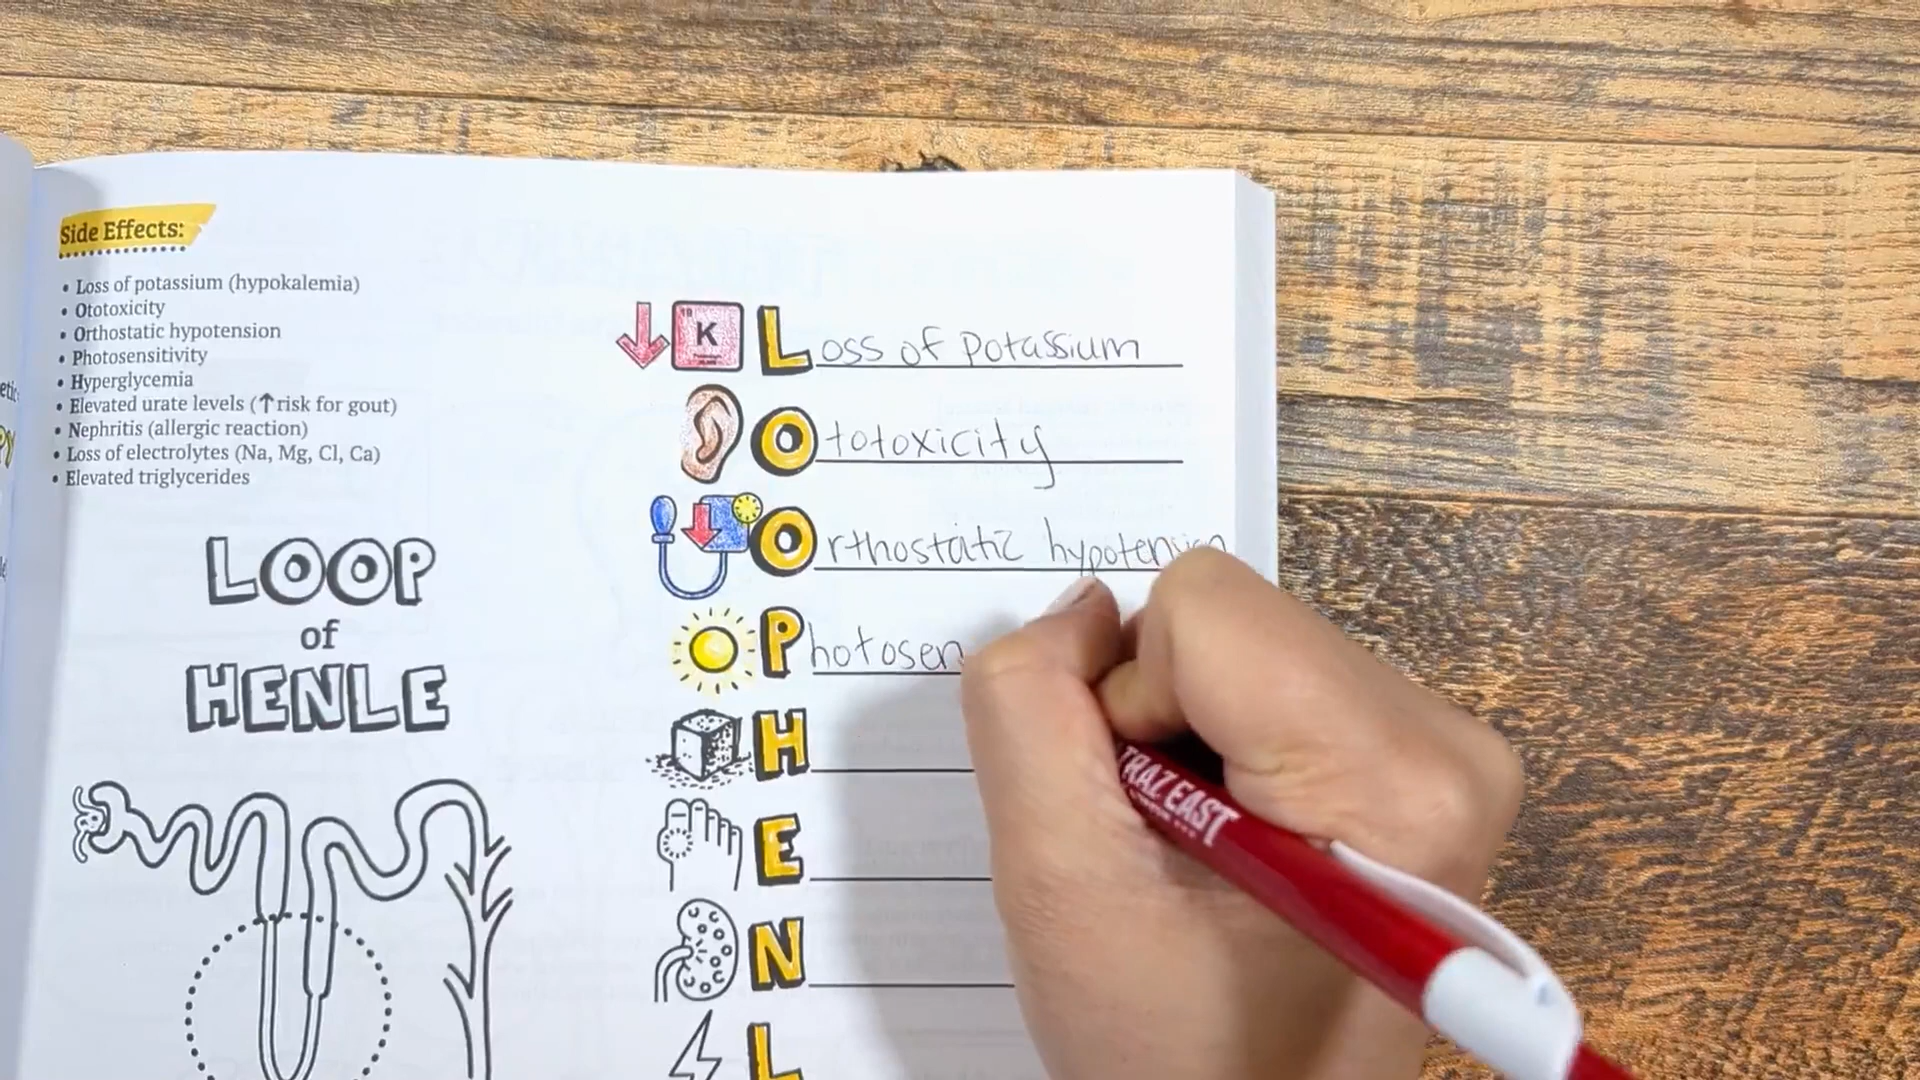 Side Effects:
• Loss of potassium (hypokalemia)
• Ototoxicity
• Orthostatic hypotension
• Photosensitivity
• Hyperglycemia
• Elevated urate levels (↑risk for gout)
• Nephritis (allergic reaction)
• Loss of electrolytes (Na, Mg, Cl, Ca)
• Elevated triglycerides
LOOP
of
HENLE
19
K
Loss of Potassium
Ototoxicity
Orthostatic hypotension
Photosen
H
E
N
L
TRAZ EAST